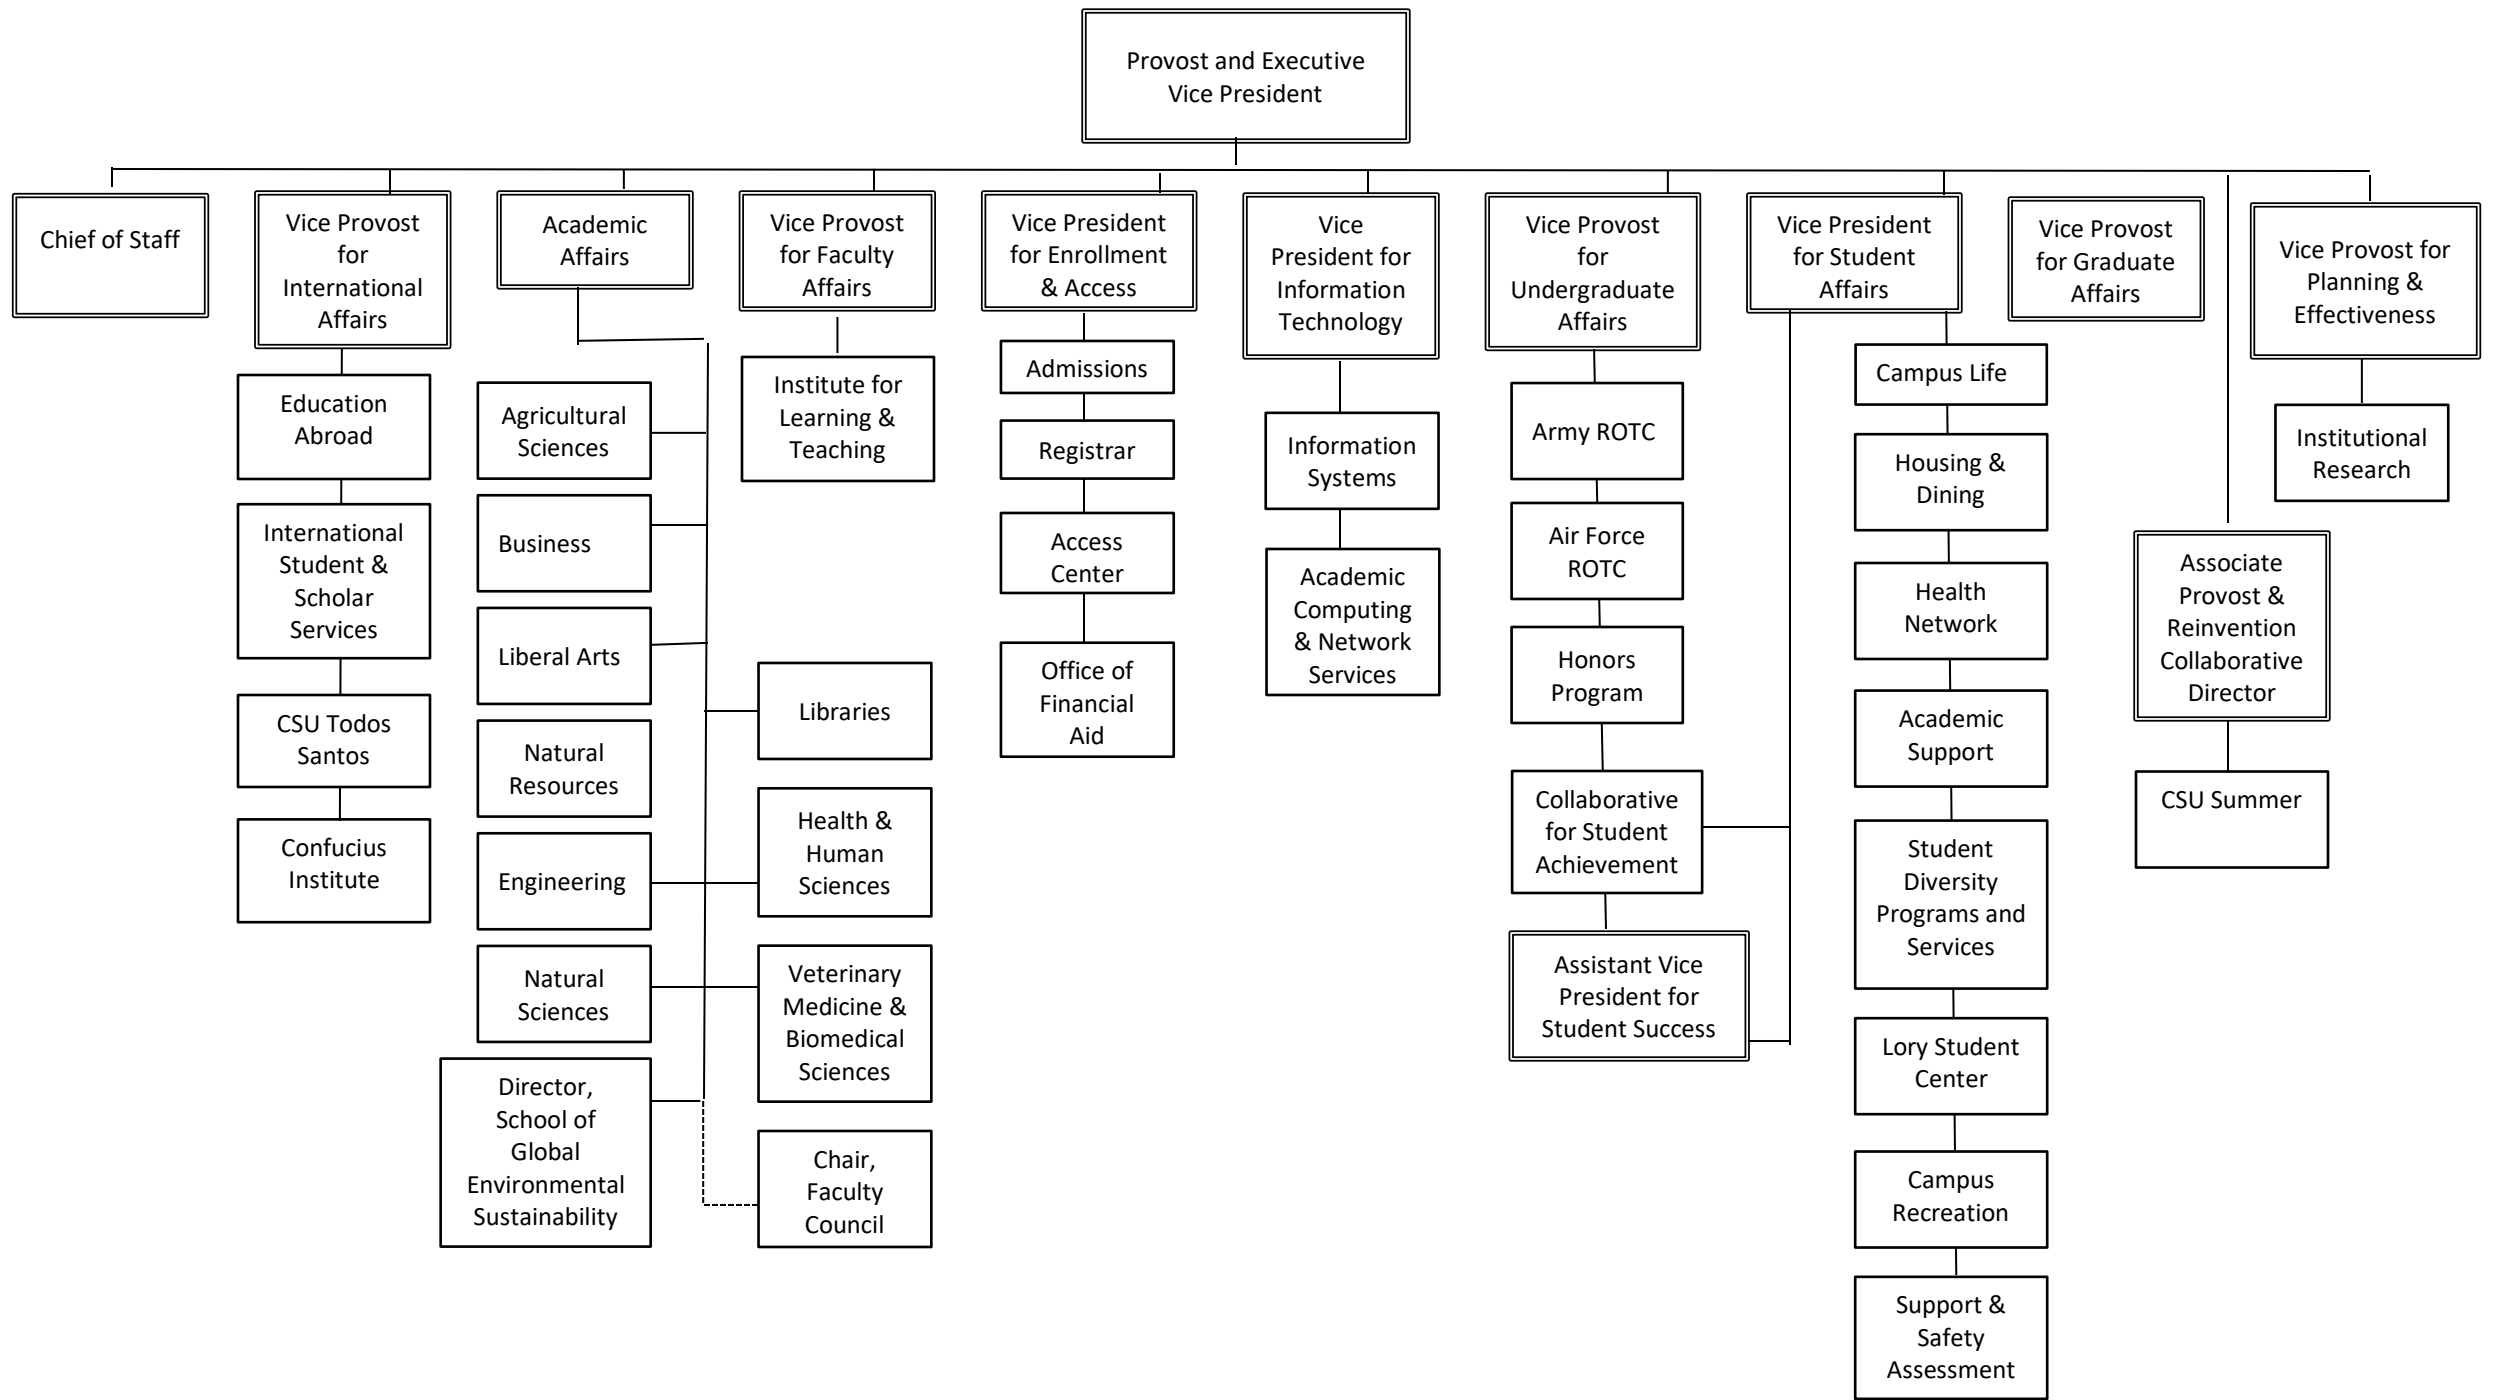 Provost and Executive
Vice President
Chief of Staff
Vice Provost
for
International
Affairs
Academic
Affairs
Vice Provost
for Faculty
Affairs
Vice President
for Enrollment
& Access
Vice
President for
Information
Technology
Vice Provost
for
Undergraduate
Affairs
Vice President
for Student
Affairs
Vice Provost
for Graduate
Affairs
Vice Provost for
Planning &
Effectiveness
Education
Abroad
International
Student &
Scholar
Services
CSU Todos
Santos
Confucius
Institute
Agricultural
Sciences
Business
Liberal Arts
Natural
Resources
Engineering
Natural
Sciences
Director,
School of
Global
Environmental
Sustainability
Libraries
Health &
Human
Sciences
Veterinary
Medicine &
Biomedical
Sciences
Chair,
Faculty
Council
Institute for
Learning &
Teaching
Admissions
Registrar
Access
Center
Office of
Financial
Aid
Information
Systems
Academic
Computing
& Network
Services
Army ROTC
Air Force
ROTC
Honors
Program
Collaborative
for Student
Achievement
Assistant Vice
President for
Student Success
Campus Life
Housing &
Dining
Health
Network
Academic
Support
Student
Diversity
Programs and
Services
Lory Student
Center
Campus
Recreation
Support &
Safety
Assessment
Associate
Provost &
Reinvention
Collaborative
Director
CSU Summer
Institutional
Research